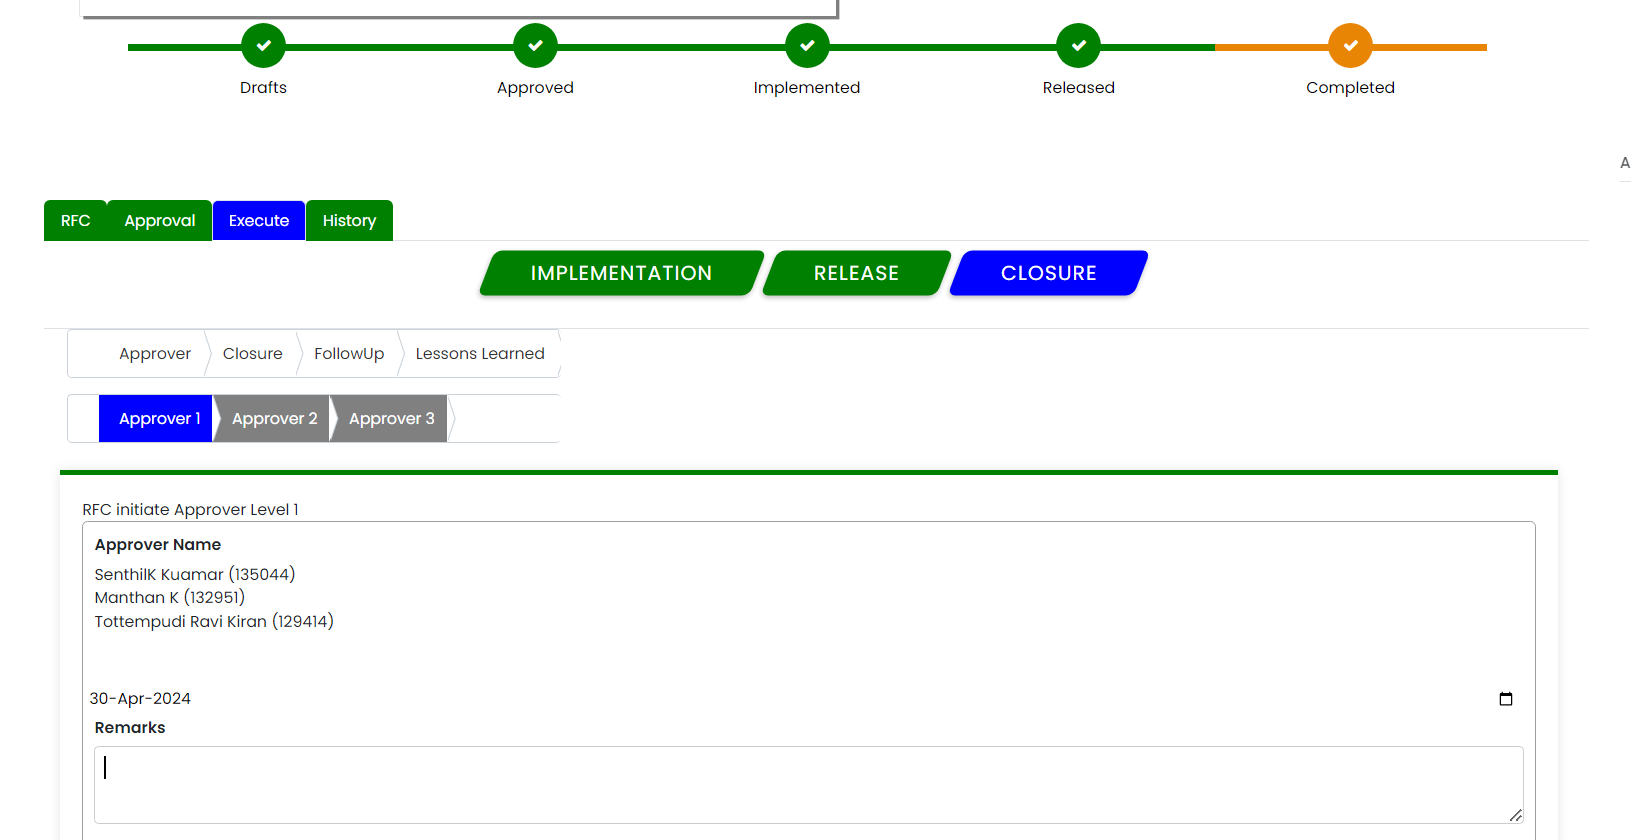 Drafts Approved Implemented Released Completed
A
RFC Approval Execute History
IMPLEMENTATION RELEASE CLOSURE
Approver Closure FollowUp Lessons Learned
Approver 1 Approver 2 Approver 3
RFC initiate Approver Level 1
Approver Name
SenthilK Kuamar (135044)
Manthan K (132951)
Tottempudi Ravi Kiran (129414)
30-Apr-2024
Remarks